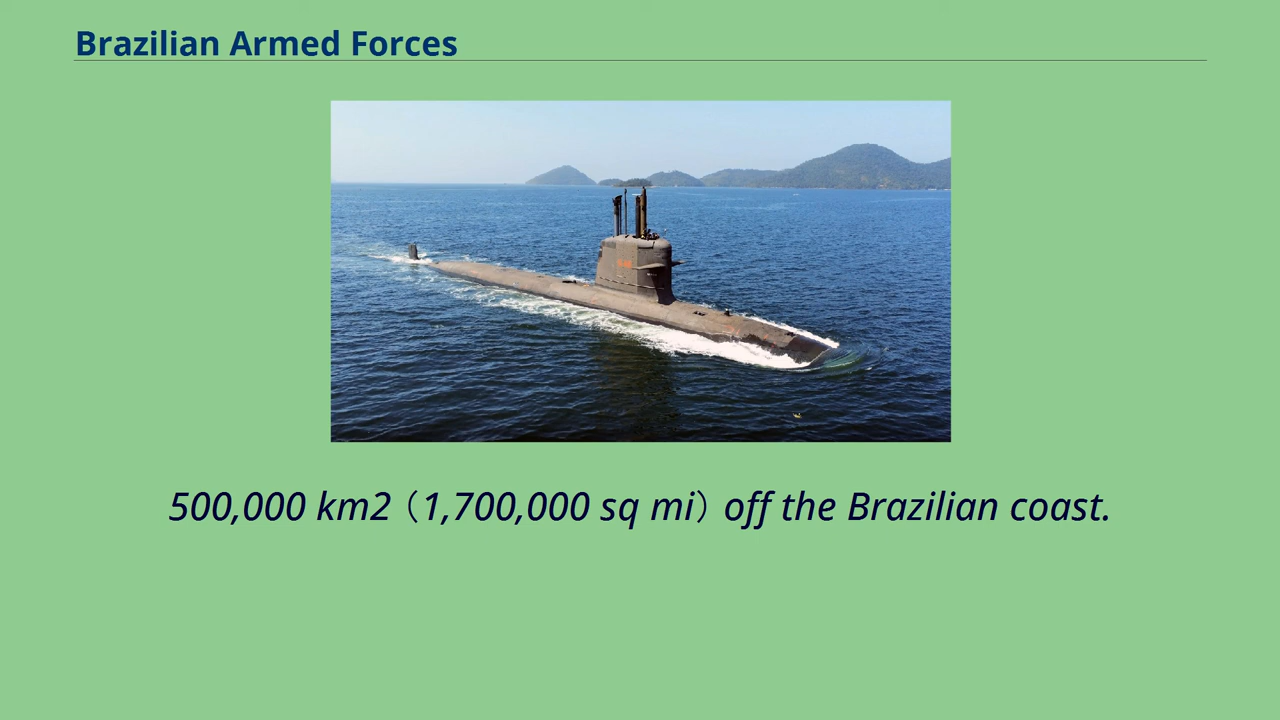 Brazilian Armed Forces
500,000 km2（1,700,000 sq mi）off the Brazilian coast.